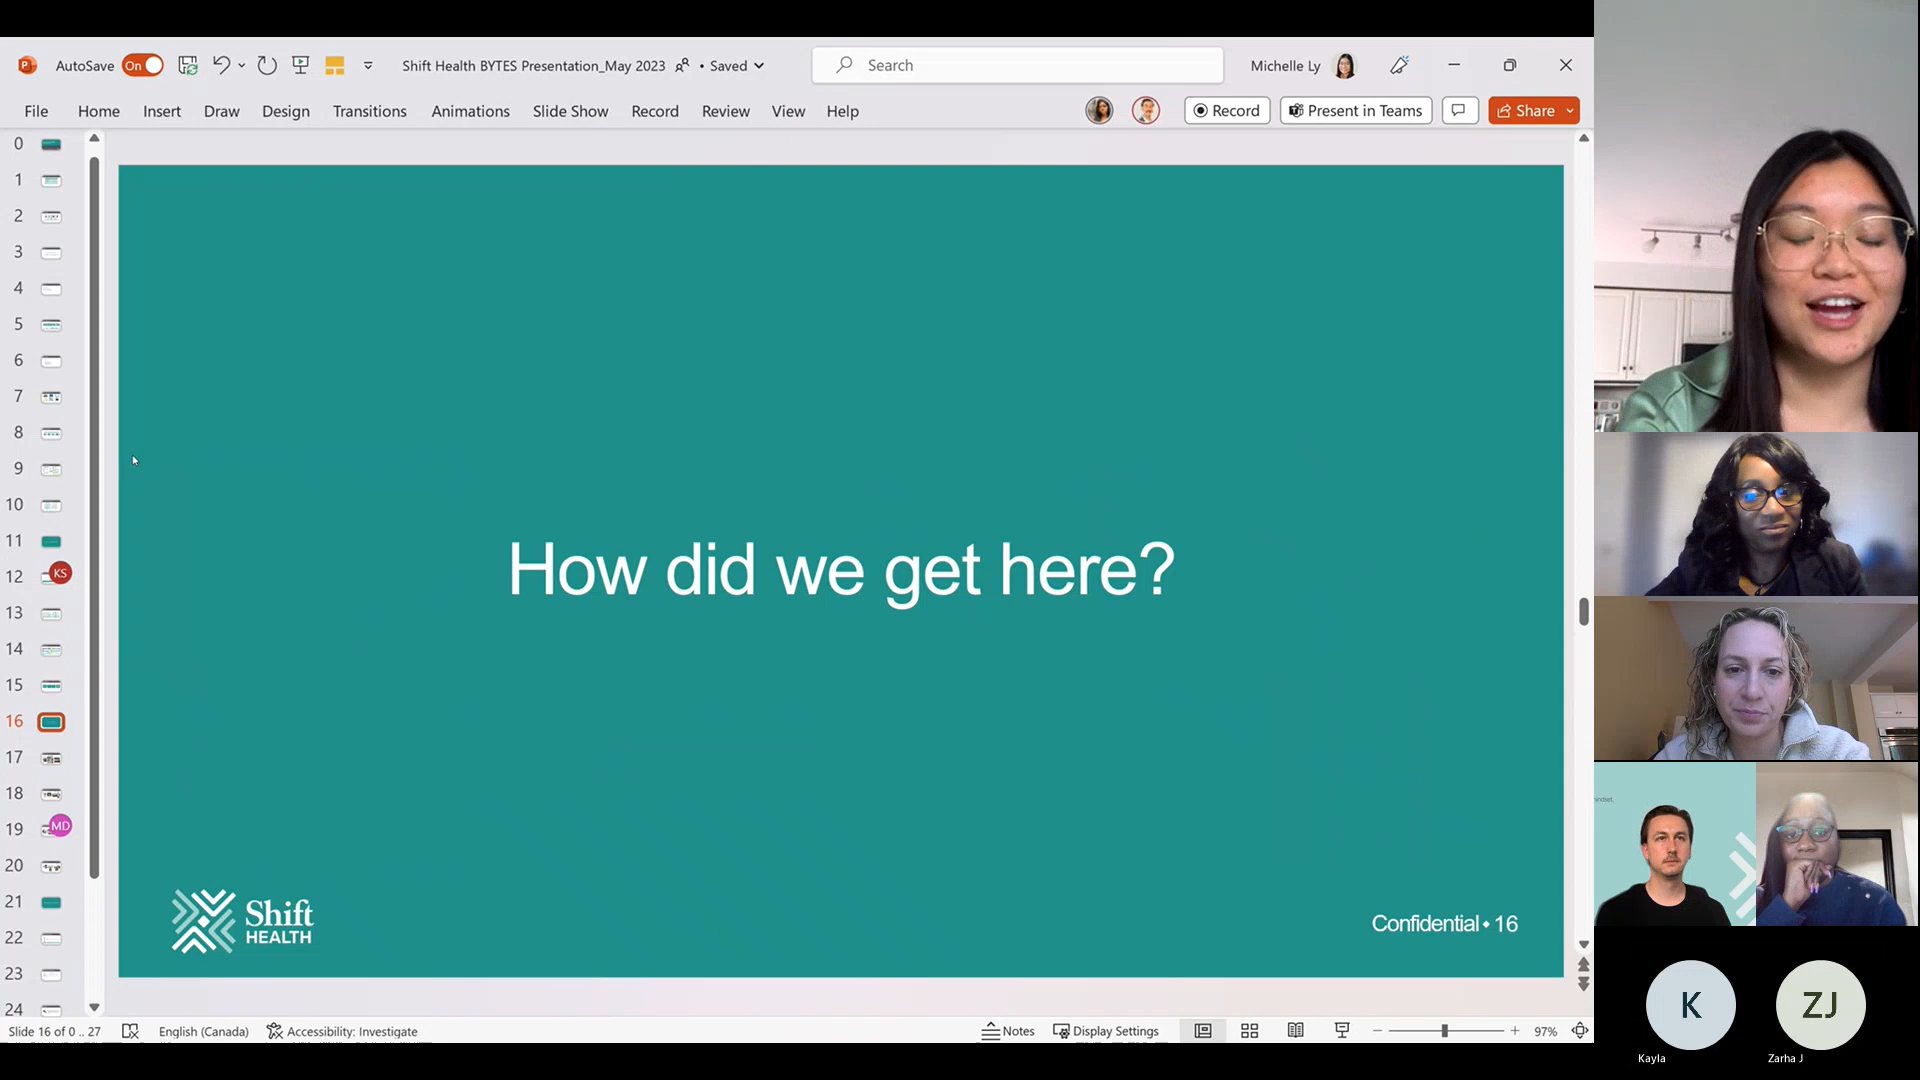 AutoSave On Shift Health BYTES Presentation_May 2023 • Saved Search Michelle Ly
File Home Insert Draw Design Transitions Animations Slide Show Record Review View Help Record Present in Teams Share
0
1
2
3
4
5
6
7
8
9
10
11
12 KS
13
14
15
16
17
18
19 MD
20
21
22
23
24
How did we get here?
Shift
HEALTH
Confidential • 16
Slide 16 of 0 .. 27 English (Canada) Accessibility: Investigate Notes Display Settings 97%
K
Kayla
ZJ
Zarha J